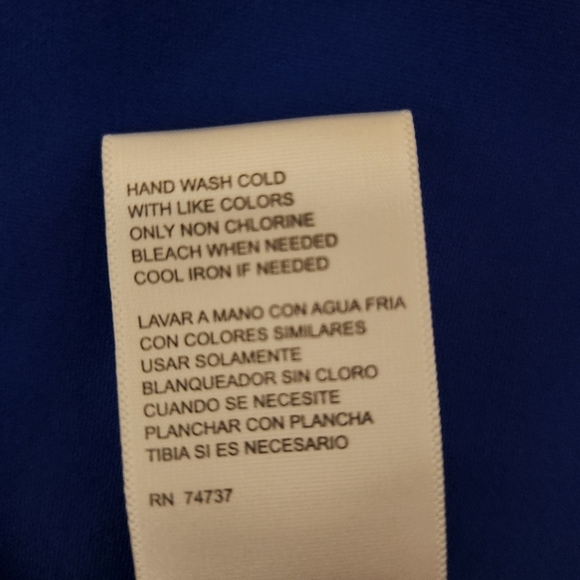 HAND WASH COLD
WITH LIKE COLORS
ONLY NON CHLORINE
BLEACH WHEN NEEDED
COOL IRON IF NEEDED
LAVAR A MANO CON AGUA FRIA
CON COLORES SIMILARES
USAR SOLAMENTE
BLANQUEADOR SIN CLORO
CUANDO SE NECESITE
PLANCHAR CON PLANCHA
TIBIA SI ES NECESARIO
RN 74737